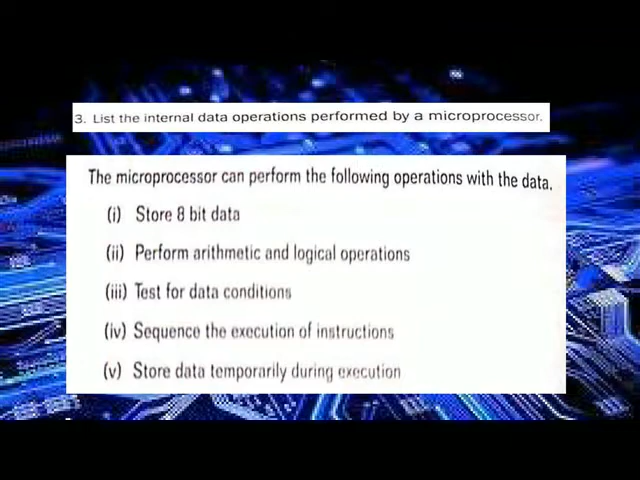 3. List the internal data operations performed by a microprocessor.
The microprocessor can perform the following operations with the data.
(i) Store 8 bit data
(ii) Perform arithmetic and logical operations
(iii) Test for data conditions
(iv) Sequence the execution of instructions
(v) Store data temporarily during execution